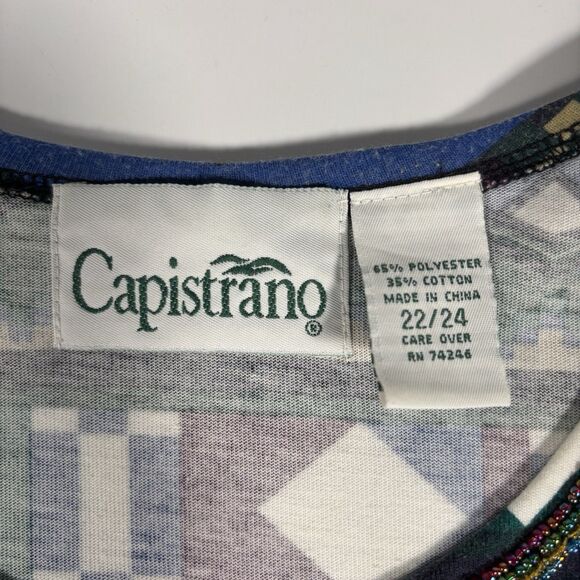 Capistrano®
65% POLYESTER
35% COTTON
MADE IN CHINA
22/24
CARE OVER
RN 74246